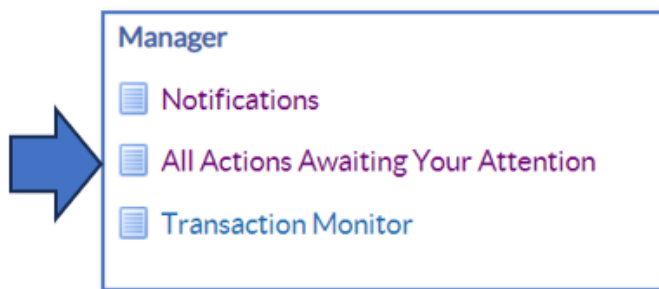 Manager
Notifications
All Actions Awaiting Your Attention
Transaction Monitor